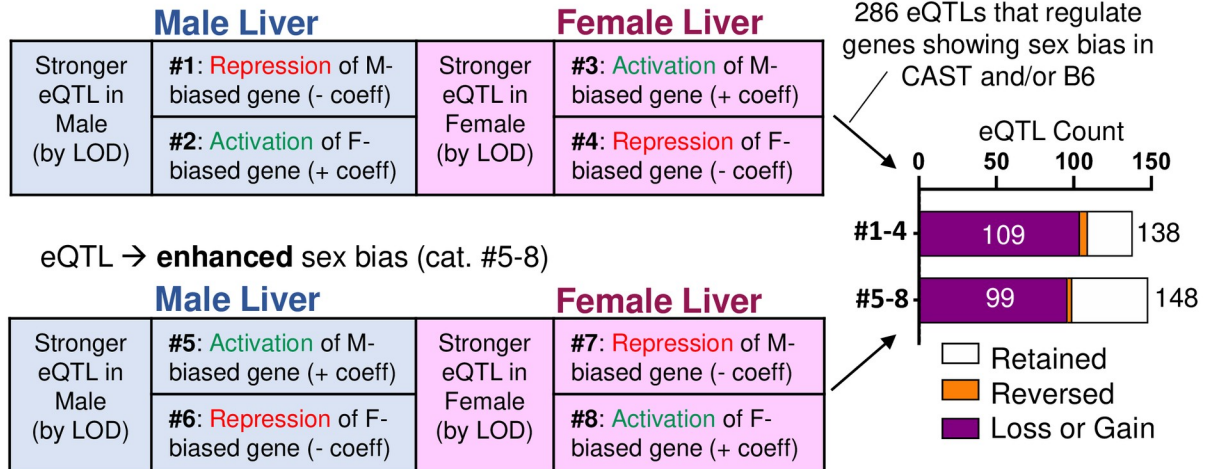 Male Liver
Female Liver
Stronger
eQTL in
Male
(by LOD)
#1: Repression of M-
biased gene (- coeff)
#2: Activation of F-
biased gene (+ coeff)
Stronger
eQTL in
Female
(by LOD)
#3: Activation of M-
biased gene (+ coeff)
#4: Repression of F-
biased gene (- coeff)
eQTL → enhanced sex bias (cat. #5-8)
Male Liver
Female Liver
Stronger
eQTL in
Male
(by LOD)
#5: Activation of M-
biased gene (+ coeff)
#6: Repression of F-
biased gene (- coeff)
Stronger
eQTL in
Female
(by LOD)
#7: Repression of M-
biased gene (- coeff)
#8: Activation of F-
biased gene (+ coeff)
286 eQTLs that regulate
genes showing sex bias in
CAST and/or B6
eQTL Count
0 50 100 150
#1-4 109 138
#5-8 99 148
Retained
Reversed
Loss or Gain